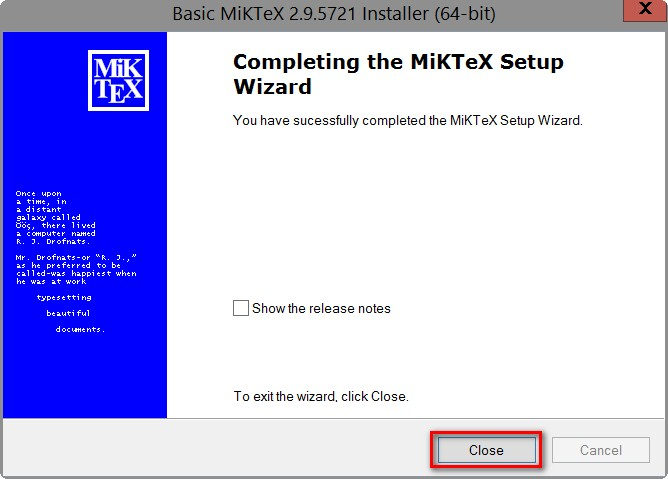 Basic MiKTeX 2.9.5721 Installer (64-bit)
X
MiK
TEX
Completing the MiKTeX Setup
Wizard
You have sucessfully completed the MiKTeX Setup Wizard.
Once upon
a time, in
a distant
galaxy called
Ööç, there lived
a computer named
R. J. Drofnats.
Mr. Drofnats-or “R. J.,”
as he preferred to be
called-was happiest when
he was at work
typesetting
beautiful
documents.
Show the release notes
To exit the wizard, click Close.
Close
Cancel